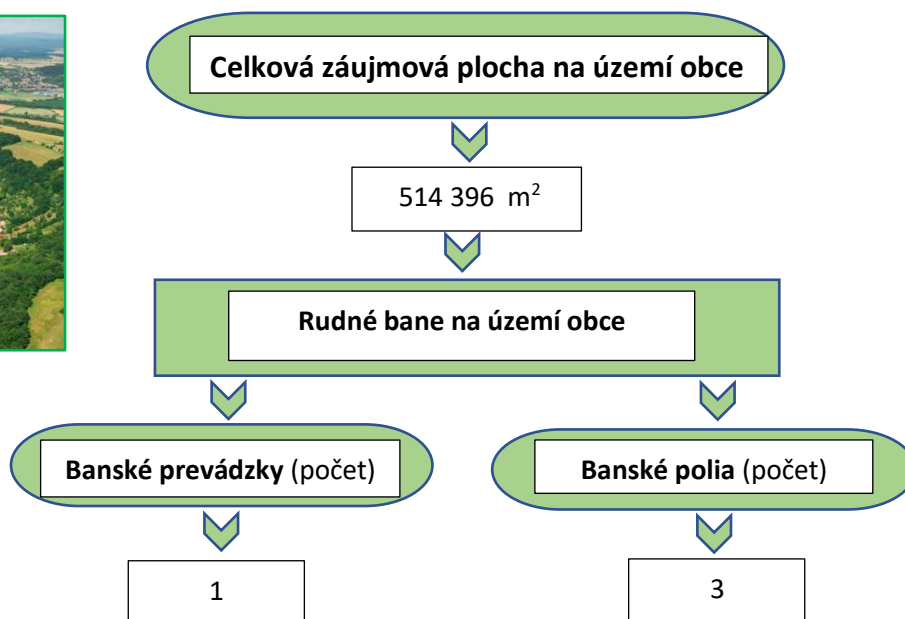 Celková záujmová plocha na území obce
514 396 m²
Rudné bane na území obce
Banské prevádzky (počet)
Banské polia (počet)
1
3